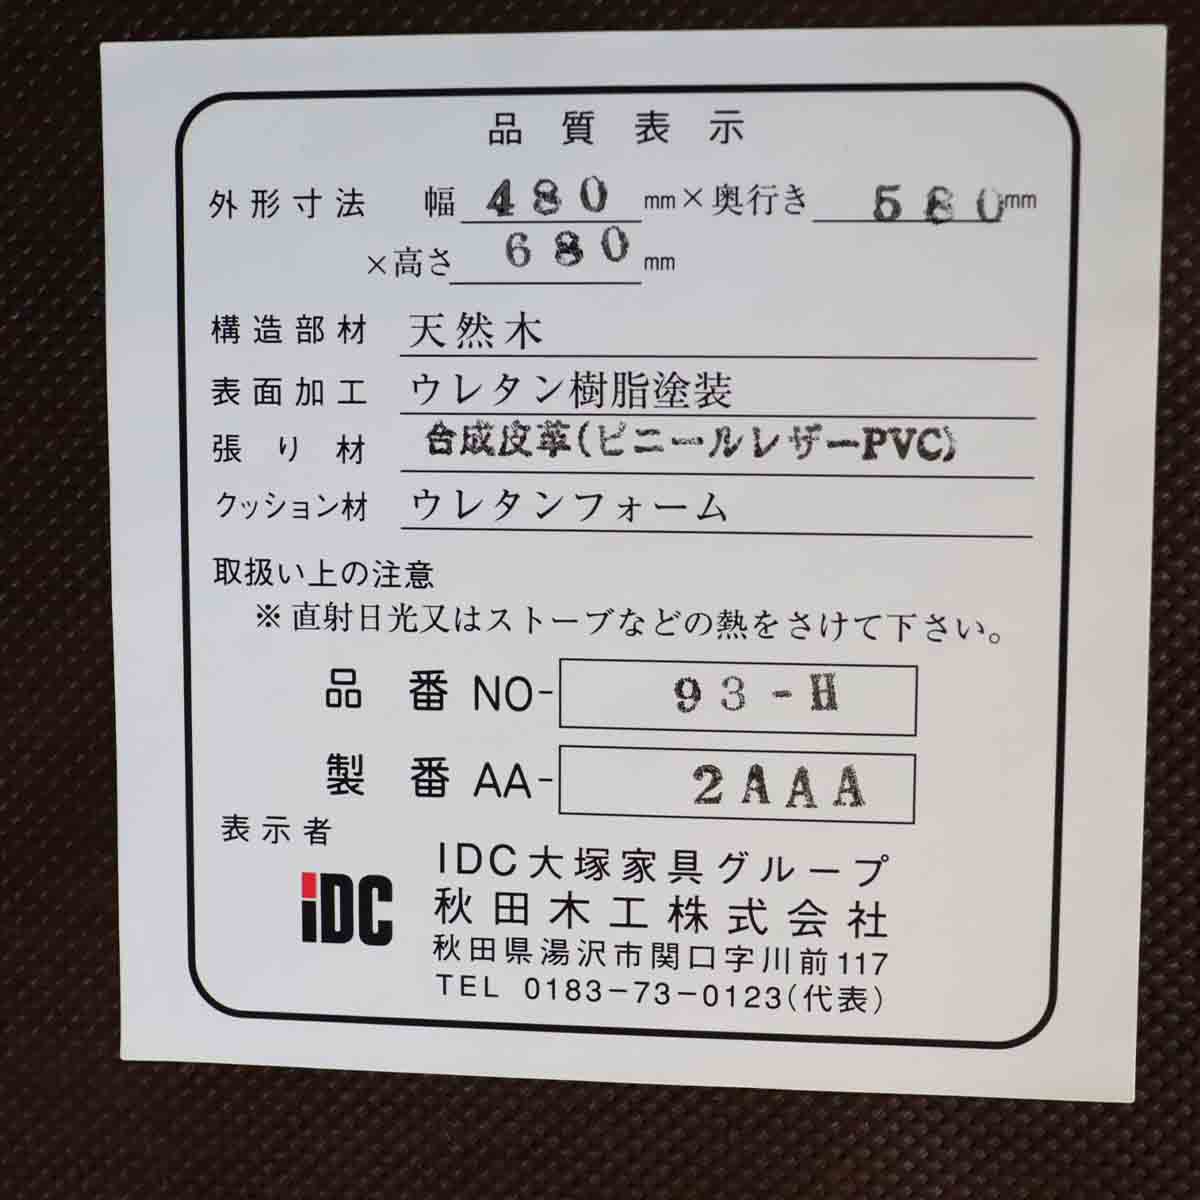 品質表示
外形寸法 幅 480 mm×奥行き 580 mm
×高さ 680 mm
構造部材 天然木
表面加工 ウレタン樹脂塗装
張り材 合成皮革(ビニールレザーPVC)
クッション材 ウレタンフォーム
取扱い上の注意
※直射日光又はストーブなどの熱をさけて下さい。
品番 NO- 93-H
製番 AA- 2AAA
表示者
iDC
IDC大塚家具グループ
秋田木工株式会社
秋田県湯沢市関口字川前117
TEL 0183-73-0123(代表)